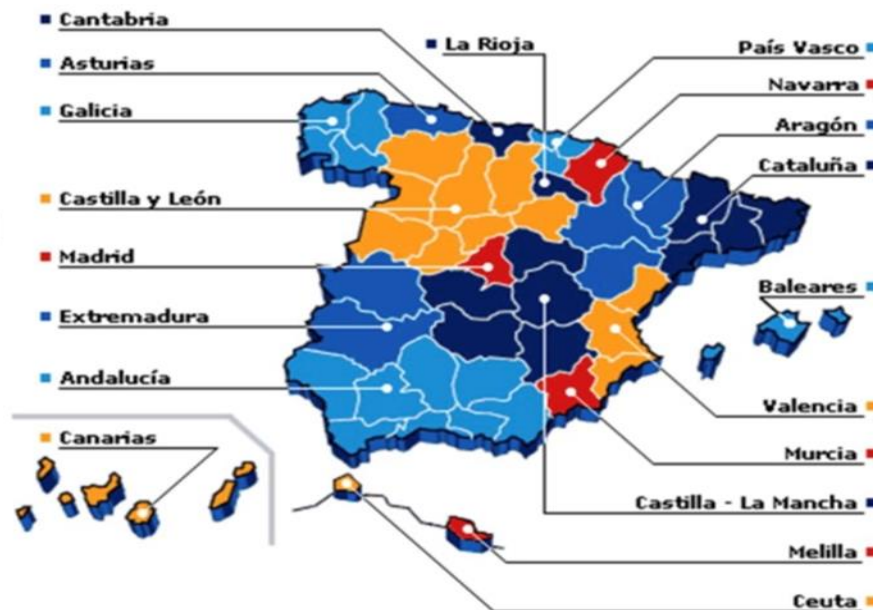 Cantabria
Asturias
Galicia
Castilla y León
Madrid
Extremadura
Andalucía
Canarias
La Rioja
País Vasco
Navarra
Aragón
Cataluña
Baleares
Valencia
Murcia
Castilla - La Mancha
Melilla
Ceuta